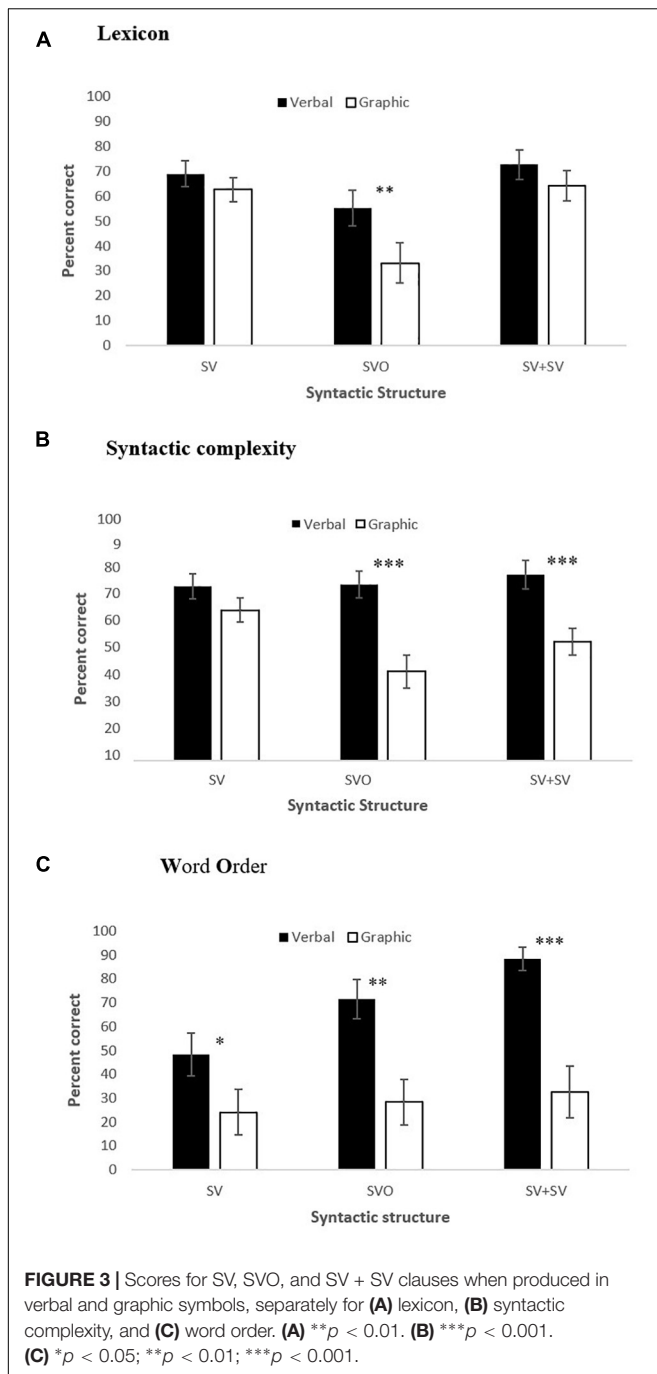 A Lexicon
100
90
80
70
60
50
40
30
20
10
0
Percent correct
Verbal Graphic
**
SV SVO SV+SV
Syntactic Structure
B Syntactic complexity
100
9
80
70
60
50
40
30
20
10
Percent correct
Verbal Graphic
***
***
SV SVO SV+SV
Syntactic Structure
C Word Order
100
90
80
70
60
50
40
30
20
10
0
Percent correct
Verbal Graphic
*
**
***
SV SVO SV+SV
Syntactic structure
FIGURE 3 | Scores for SV, SVO, and SV + SV clauses when produced in
verbal and graphic symbols, separately for (A) lexicon, (B) syntactic
complexity, and (C) word order. (A) **p < 0.01. (B) ***p < 0.001.
(C) *p < 0.05; **p < 0.01; ***p < 0.001.